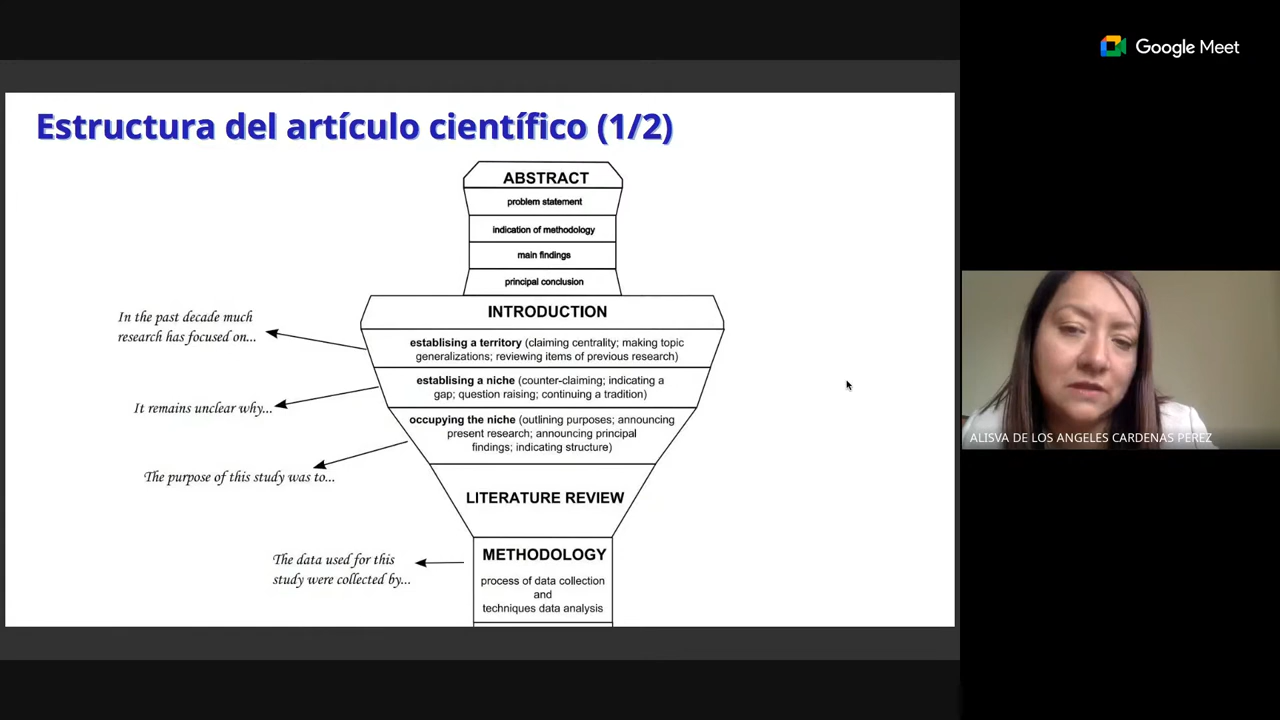 Google Meet
Estructura del artículo científico (1/2)
ABSTRACT
problem statement
indication of methodology
main findings
principal conclusion
INTRODUCTION
In the past decade much
research has focused on...
establising a territory (claiming centrality; making topic
generalizations; reviewing items of previous research)
establising a niche (counter-claiming; indicating a
gap; question raising; continuing a tradition)
It remains unclear why...
occupying the niche (outlining purposes; announcing
present research; announcing principal
findings; indicating structure)
The purpose of this study was to...
LITERATURE REVIEW
METHODOLOGY
The data used for this
study were collected by...
process of data collection
and
techniques data analysis
ALISVA DE LOS ANGELES CARDENAS PEREZ